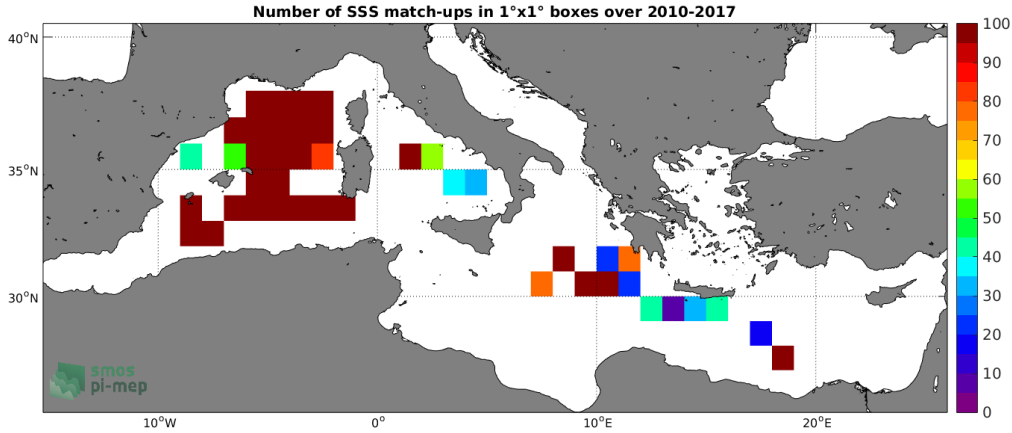 Number of SSS match-ups in 1°x1° boxes over 2010-2017
40°N
35°N
30°N
10°W
0°
10°E
20°E
100
90
80
70
60
50
40
30
20
10
0
smos
pi-mep